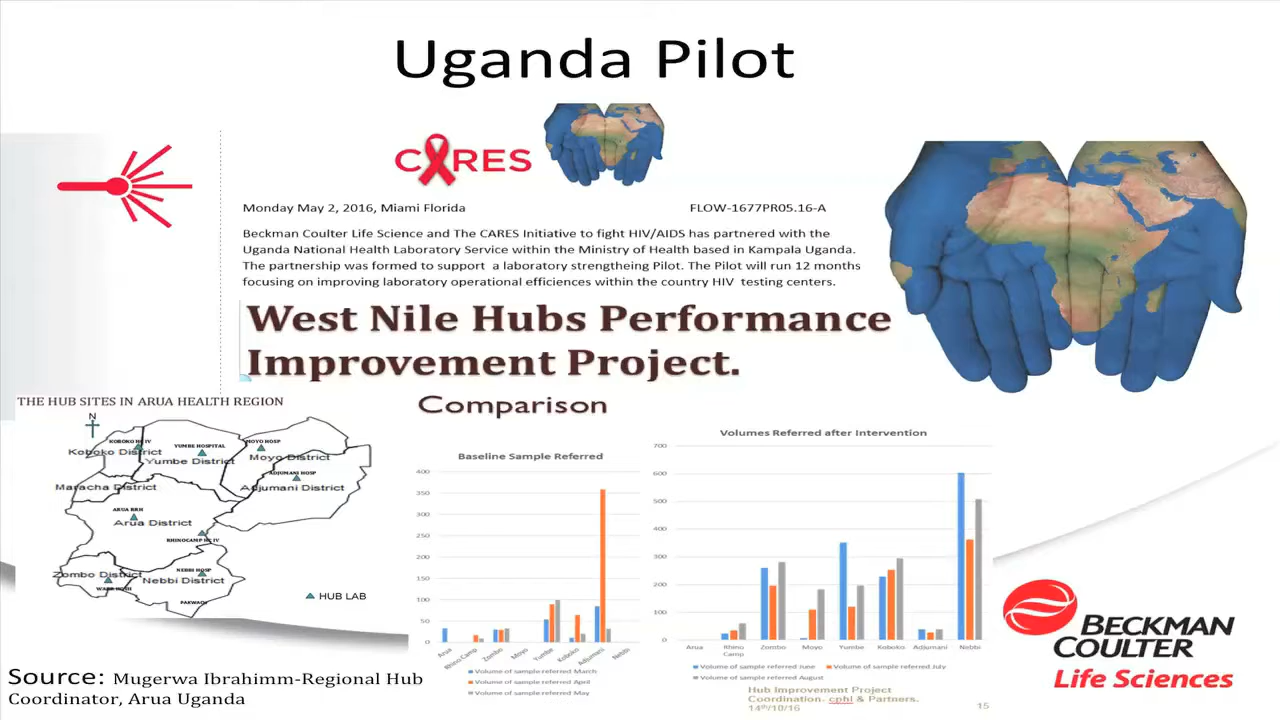 Uganda Pilot
CARES
Monday May 2, 2016, Miami Florida
FLOW-1677PR05.16-A
Beckman Coulter Life Science and The CARES Initiative to fight HIV/AIDS has partnered with the
Uganda National Health Laboratory Service within the Ministry of Health based in Kampala Uganda.
The partnership was formed to support a laboratory strengtheing Pilot. The Pilot will run 12 months
focusing on improving laboratory operational efficiences within the country HIV testing centers.
West Nile Hubs Performance
Improvement Project.
Comparison
THE HUB SITES IN ARUA HEALTH REGION
N
KOBOKO HC IV
Koboko District
YUMBE HOSPITAL
Yumbe District
MOYO HOSP
Moyo District
ADJUMANI HOSP
Adjumani District
Maracha District
ARUA RRH
Arua District
RHINOCAMP HC IV
Zombo District
NEBBI HOSP
Nebbi District
PAKWACH
HUB LAB
Baseline Sample Referred
400
350
300
250
200
150
100
50
0
Arua
Rhino Camp
Zombo
Moyo
Yumbe
Koboko
Adjumani
Nebbi
Volume of sample referred March
Volume of sample referred April
Volume of sample referred May
Volumes Referred after Intervention
700
600
500
400
300
200
100
0
Arua
Rhino
Camp
Zombo
Moyo
Yumbe
Koboko
Adjumani
Nebbi
Volume of sample referred June
Volume of sample referred July
Volume of sample referred August
Hub Improvement Project
Coordination. cphl & Partners.
14th/10/16
15
BECKMAN
COULTER
Life Sciences
Source: Mugerwa Ibrahimm-Regional Hub
Coordinator, Arua Uganda